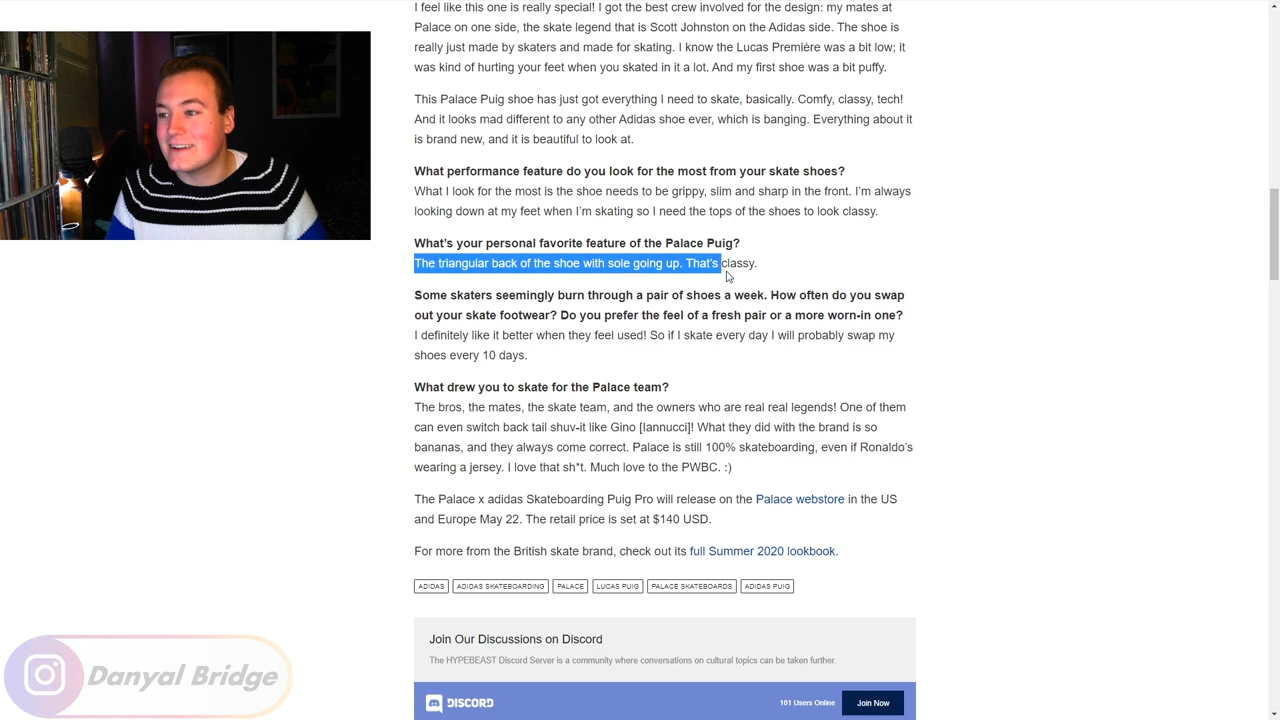 I feel like this one is really special! I got the best crew involved for the design: my mates at
Palace on one side, the skate legend that is Scott Johnston on the Adidas side. The shoe is
really just made by skaters and made for skating. I know the Lucas Première was a bit low; it
was kind of hurting your feet when you skated in it a lot. And my first shoe was a bit puffy.
This Palace Puig shoe has just got everything I need to skate, basically. Comfy, classy, tech!
And it looks mad different to any other Adidas shoe ever, which is banging. Everything about it
is brand new, and it is beautiful to look at.
What performance feature do you look for the most from your skate shoes?
What I look for the most is the shoe needs to be grippy, slim and sharp in the front. I'm always
looking down at my feet when I'm skating so I need the tops of the shoes to look classy.
What's your personal favorite feature of the Palace Puig?
The triangular back of the shoe with sole going up. That's classy.
Some skaters seemingly burn through a pair of shoes a week. How often do you swap
out your skate footwear? Do you prefer the feel of a fresh pair or a more worn-in one?
I definitely like it better when they feel used! So if I skate every day I will probably swap my
shoes every 10 days.
What drew you to skate for the Palace team?
The bros, the mates, the skate team, and the owners who are real real legends! One of them
can even switch back tail shuv-it like Gino [Iannucci]! What they did with the brand is so
bananas, and they always come correct. Palace is still 100% skateboarding, even if Ronaldo's
wearing a jersey. I love that sh*t. Much love to the PWBC. :)
The Palace x adidas Skateboarding Puig Pro will release on the Palace webstore in the US
and Europe May 22. The retail price is set at $140 USD.
For more from the British skate brand, check out its full Summer 2020 lookbook.
ADIDAS ADIDAS SKATEBOARDING PALACE LUCAS PUIG PALACE SKATEBOARDS ADIDAS PUIG
Join Our Discussions on Discord
The HYPEBEAST Discord Server is a community where conversations on cultural topics can be taken further.
DISCORD 101 Users Online Join Now
Danyal Bridge